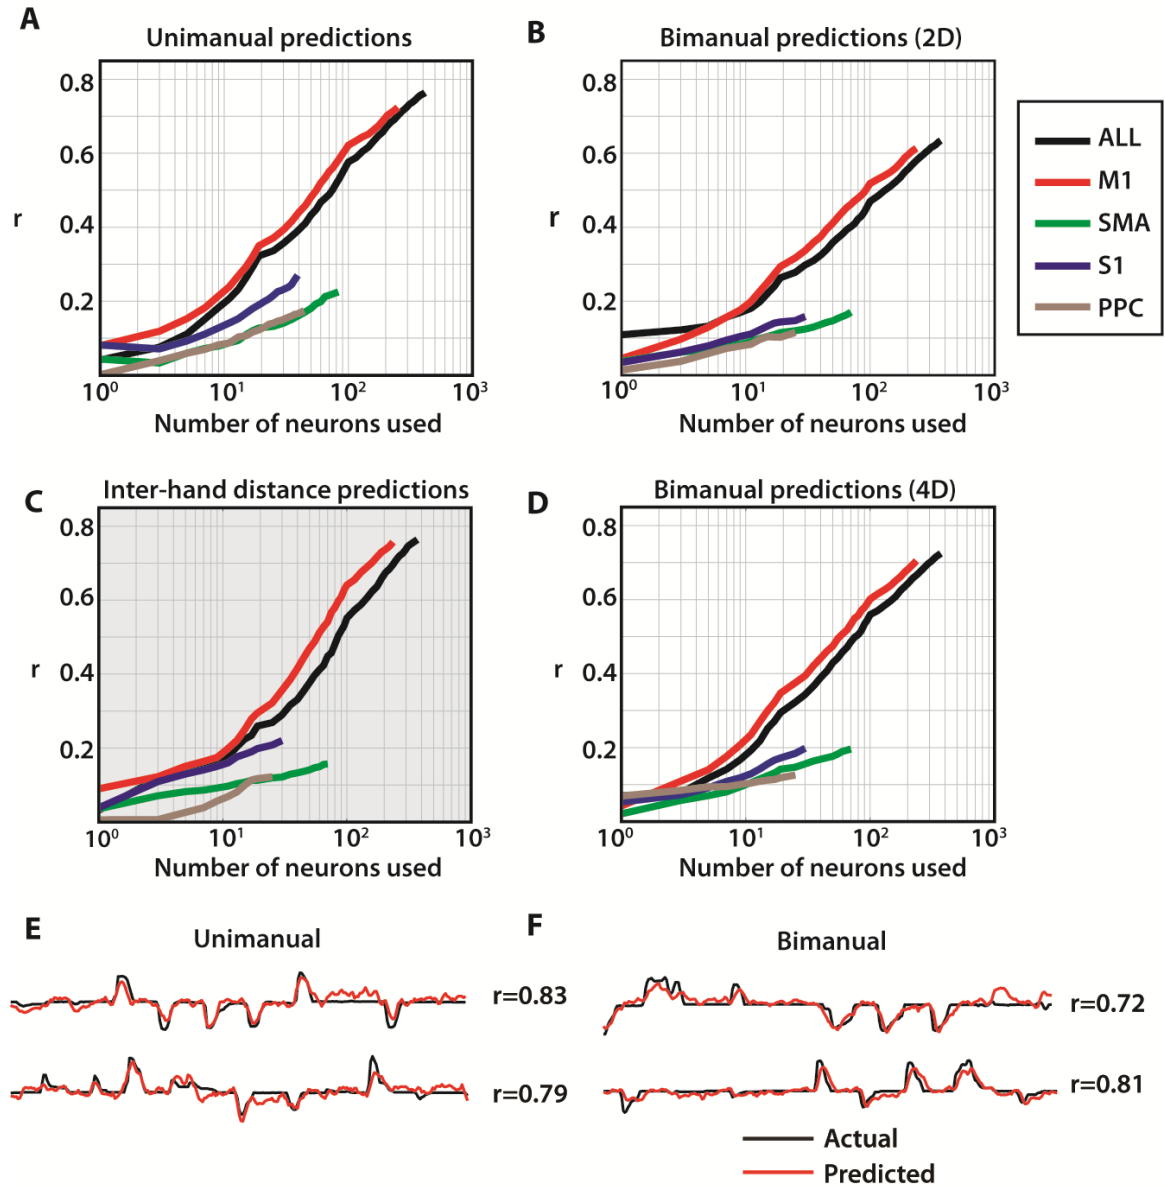 A
Unimanual predictions
0.8
0.6
0.4
0.2
r
10⁰ 10¹ 10² 10³
Number of neurons used
B
Bimanual predictions (2D)
0.8
0.6
0.4
0.2
r
10⁰ 10¹ 10² 10³
Number of neurons used
ALL
M1
SMA
S1
PPC
C
Inter-hand distance predictions
0.8
0.6
0.4
0.2
r
10⁰ 10¹ 10² 10³
Number of neurons used
D
Bimanual predictions (4D)
0.8
0.6
0.4
0.2
r
10⁰ 10¹ 10² 10³
Number of neurons used
E
Unimanual
r=0.83
r=0.79
F
Bimanual
r=0.72
r=0.81
Actual
Predicted